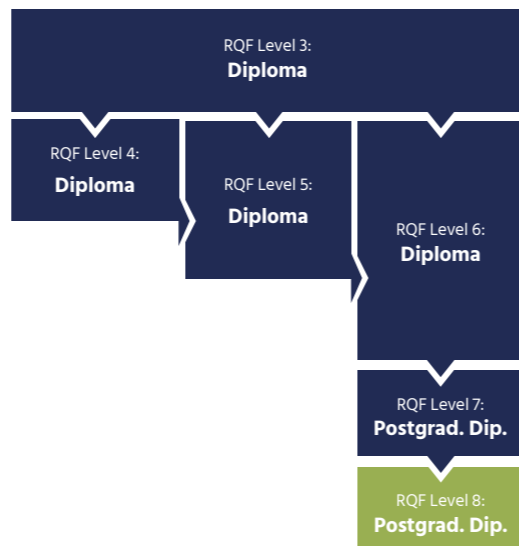 RQF Level 3:
Diploma
RQF Level 4:
Diploma
RQF Level 5:
Diploma
RQF Level 6:
Diploma
RQF Level 7:
Postgrad. Dip.
RQF Level 8:
Postgrad. Dip.